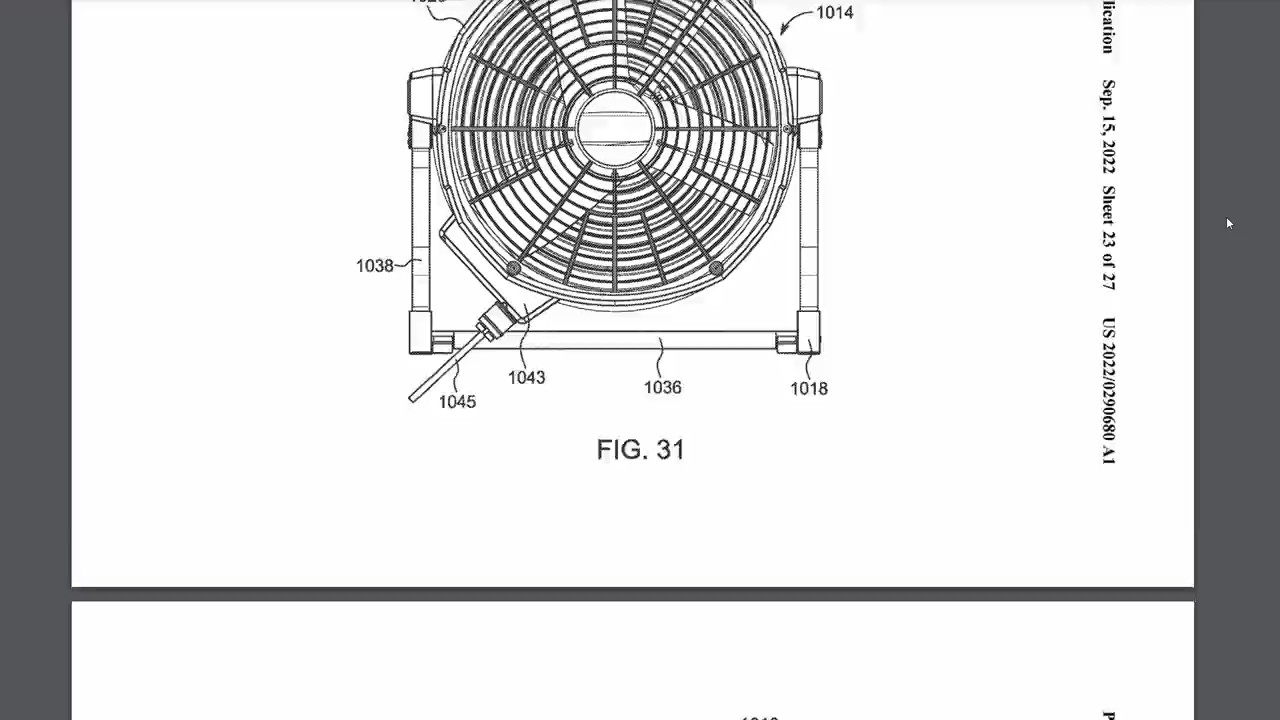 1014
1038
1043
1036
1018
1045
FIG. 31
lication Sep. 15, 2022 Sheet 23 of 27 US 2022/0290680 A1
P